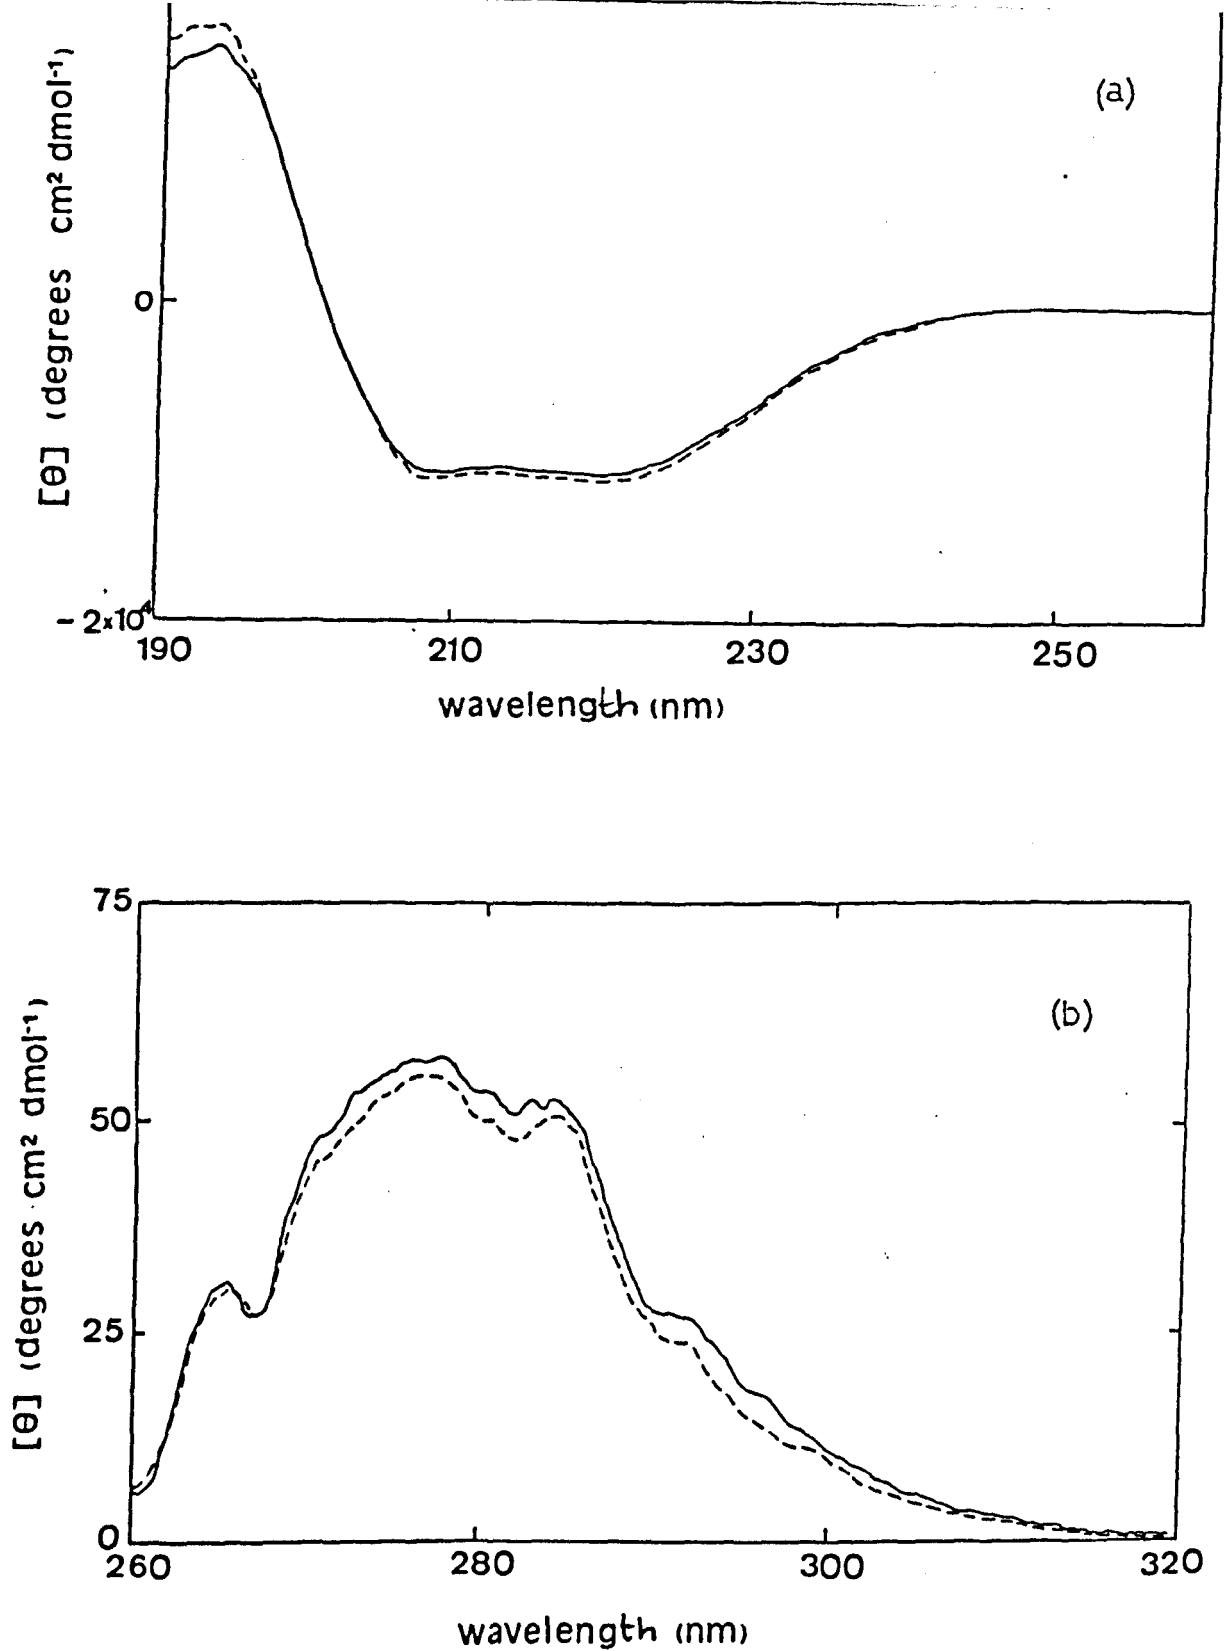 (a)
[θ] (degrees cm² dmol⁻¹)
0
- 2x10⁴
190 210 230 250
wavelength (nm)
75
(b)
[θ] (degrees cm² dmol⁻¹)
50
25
0
260 280 300 320
wavelength (nm)